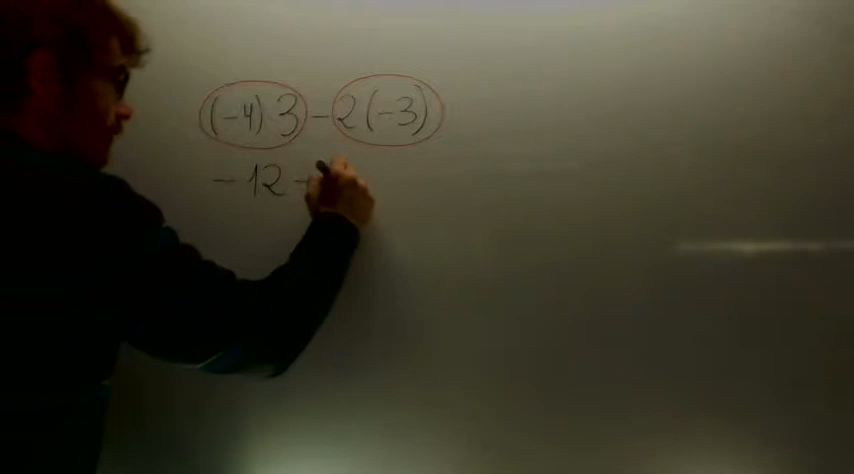 (-4) 3 - 2(-3)
- 12 -